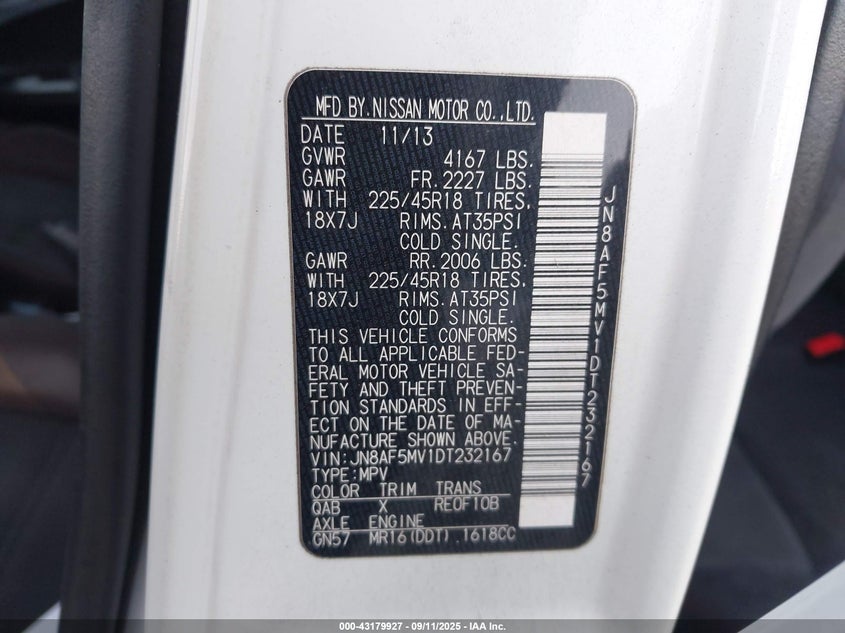 MFD BY.NISSAN MOTOR CO.,LTD.
DATE 11/13
GVWR 4167 LBS.
GAWR FR.2227 LBS.
WITH 225/45R18 TIRES.
18X7J RIMS.AT35PSI
COLD SINGLE.
GAWR RR.2006 LBS.
WITH 225/45R18 TIRES.
18X7J RIMS.AT35PSI
COLD SINGLE.
THIS VEHICLE CONFORMS
TO ALL APPLICABLE FED-
ERAL MOTOR VEHICLE SA-
FETY AND THEFT PREVEN-
TION STANDARDS IN EFF-
ECT ON THE DATE OF MA-
NUFACTURE SHOWN ABOVE.
VIN:JN8AF5MV1DT232167
TYPE:MPV
COLOR TRIM TRANS
QAB X RE0F10B
AXLE ENGINE
GN57 MR16(DDT) 1618CC
JN8AF5MV1DT232167
000-43179927 - 09/11/2025 - IAA Inc.